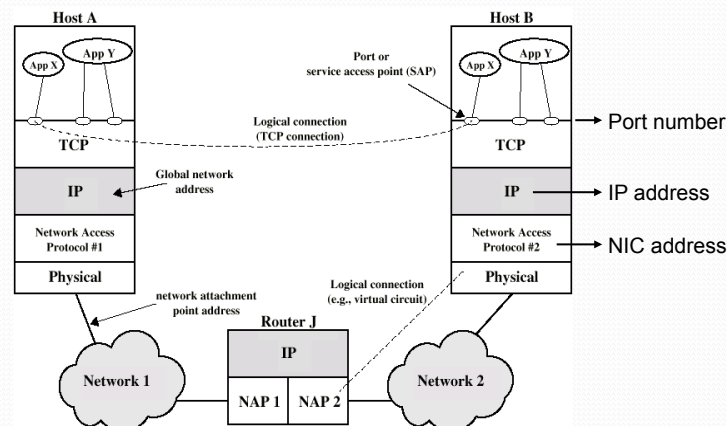 Host A
App X
App Y
TCP
IP
Network Access
Protocol #1
Physical
Global network
address
network attachment
point address
Logical connection
(TCP connection)
Port or
service access point (SAP)
Host B
App X
App Y
TCP
IP
Network Access
Protocol #2
Physical
Port number
IP address
NIC address
Logical connection
(e.g., virtual circuit)
Router J
IP
NAP 1
NAP 2
Network 1
Network 2